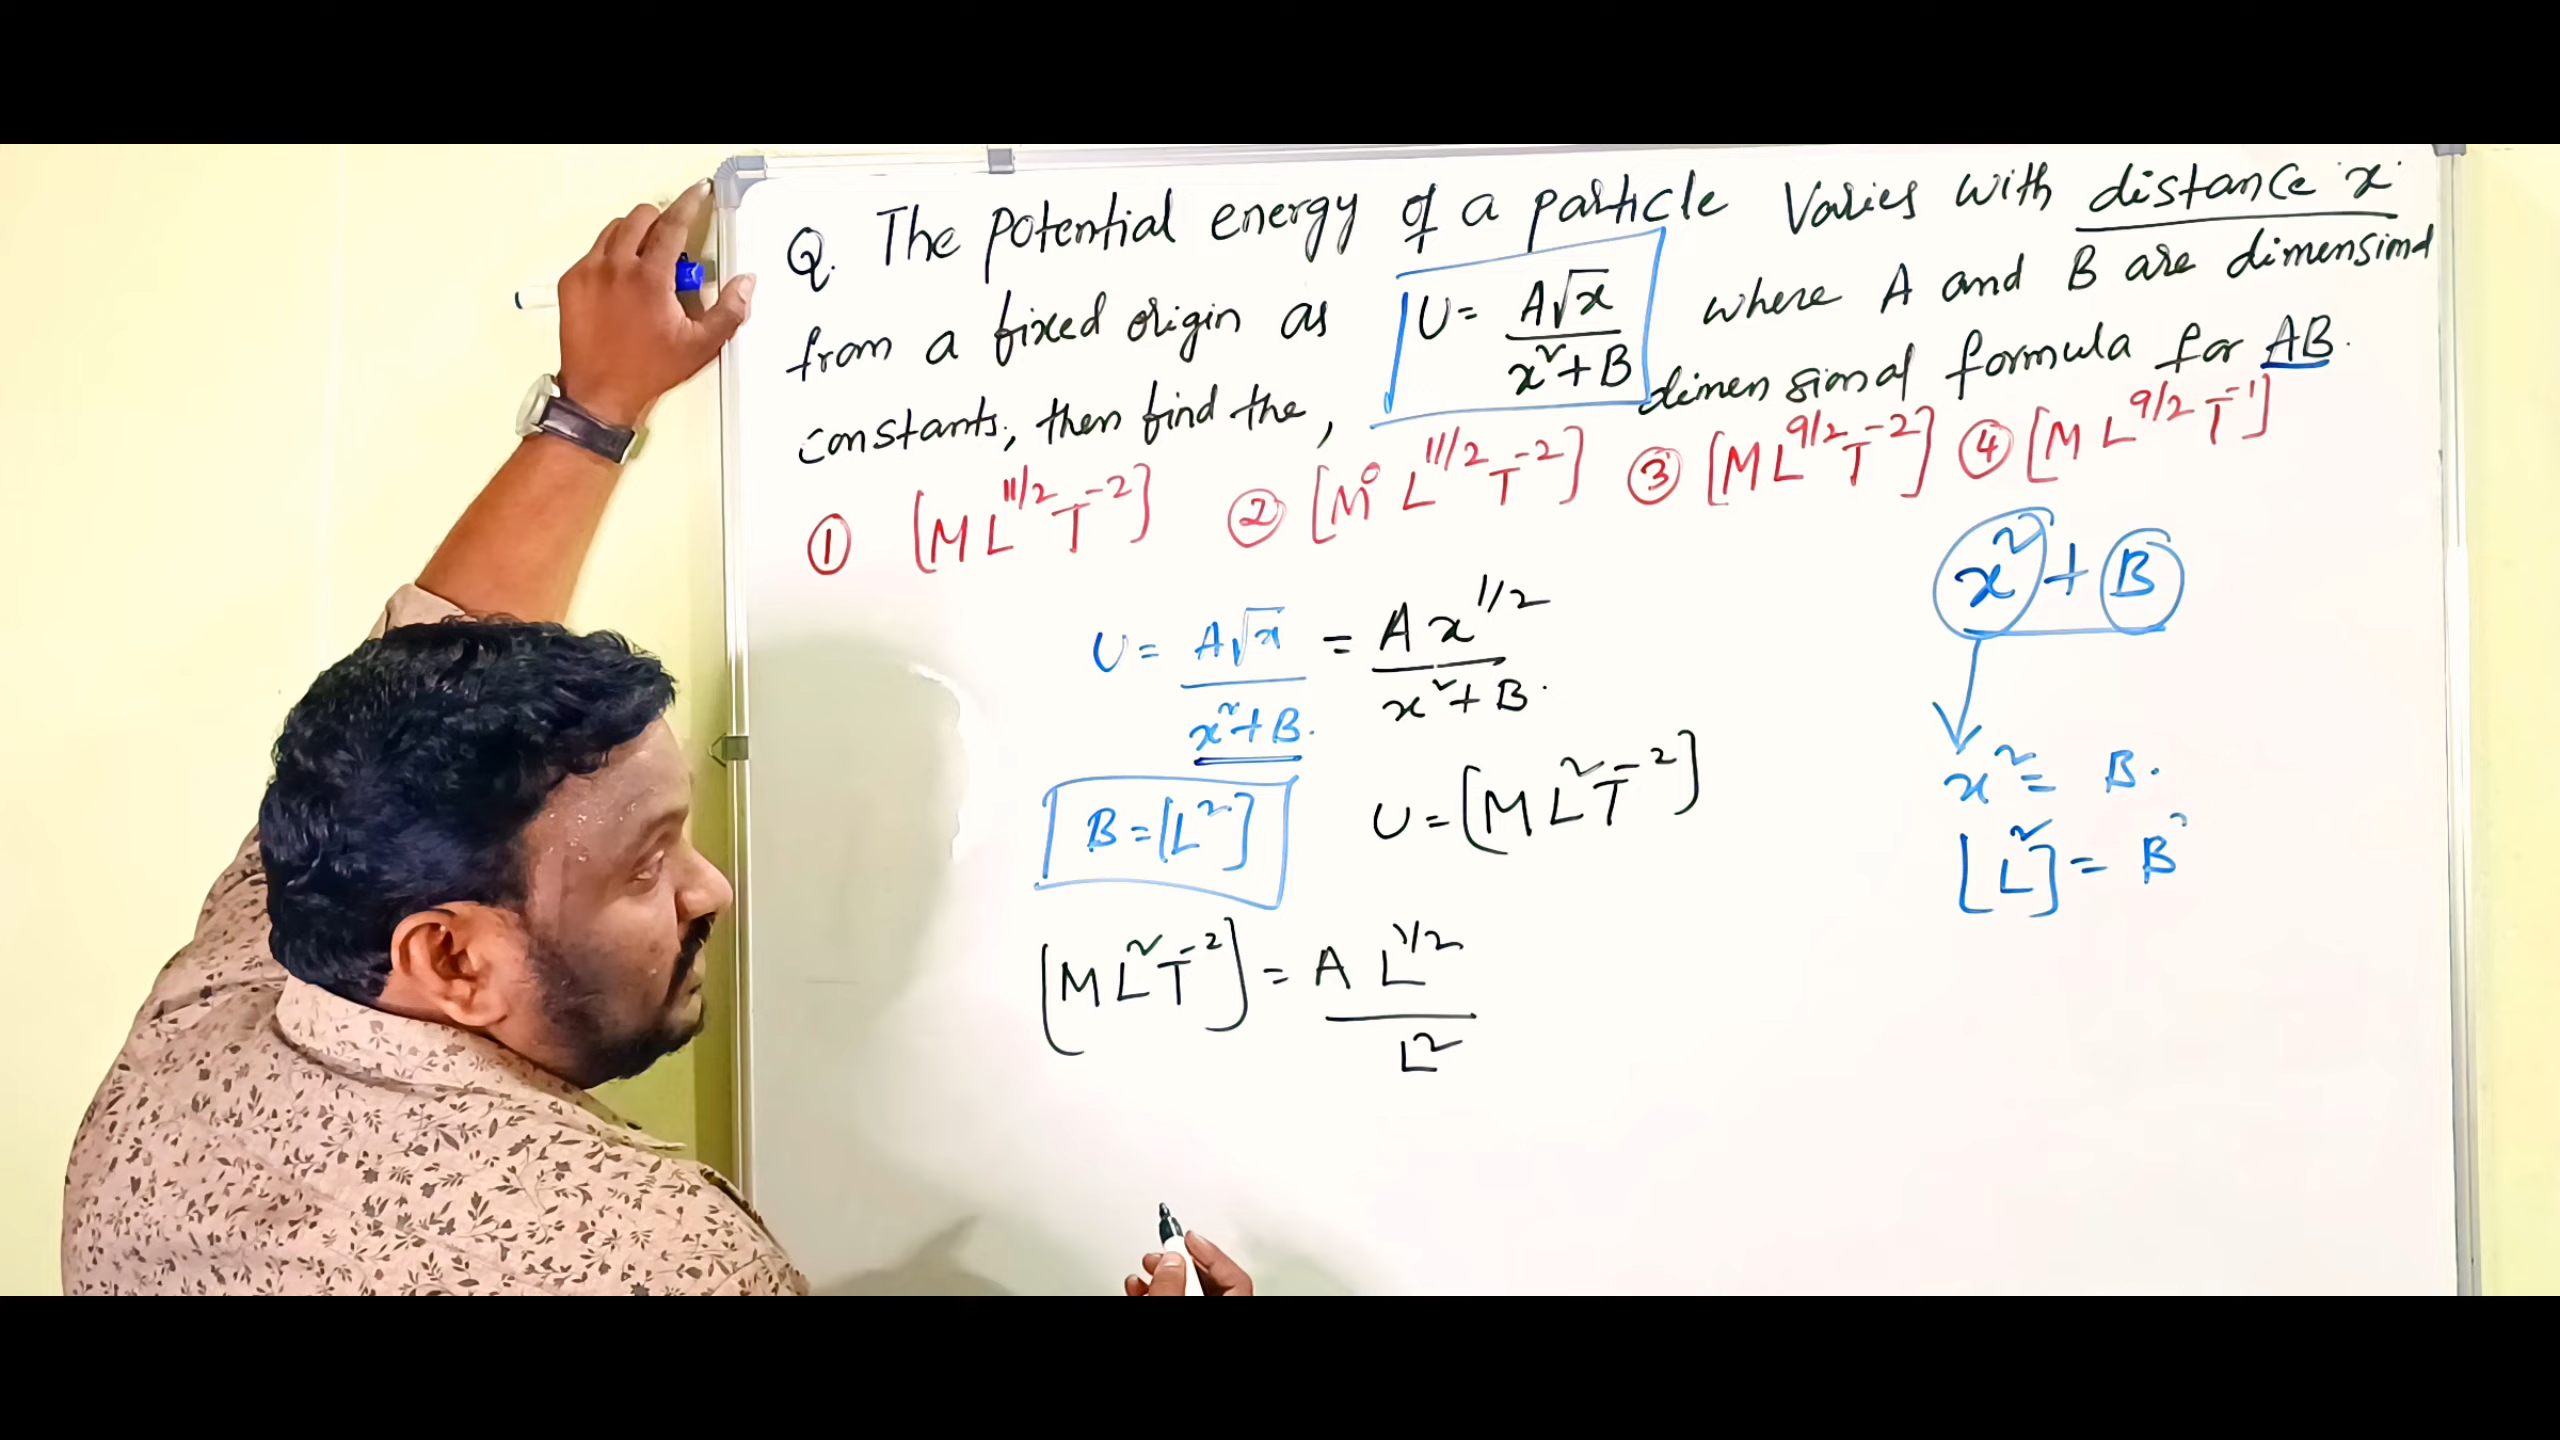 Q. The potential energy of a particle varies with distance 'x'
from a fixed origin as U = A√x / x²+B where A and B are dimensional
constants, then find the, dimensional formula for AB.
① [M L^11/2 T^-2] ② [M^0 L^11/2 T^-2] ③ [M L^9/2 T^-2] ④ [M L^9/2 T^-1]
x² + B
U = A√x / x²+B. = A x^1/2 / x²+B.
x² = B.
B = [L²] U = [M L² T^-2]
[L²] = B
[M L² T^-2] = A L^1/2 / L²